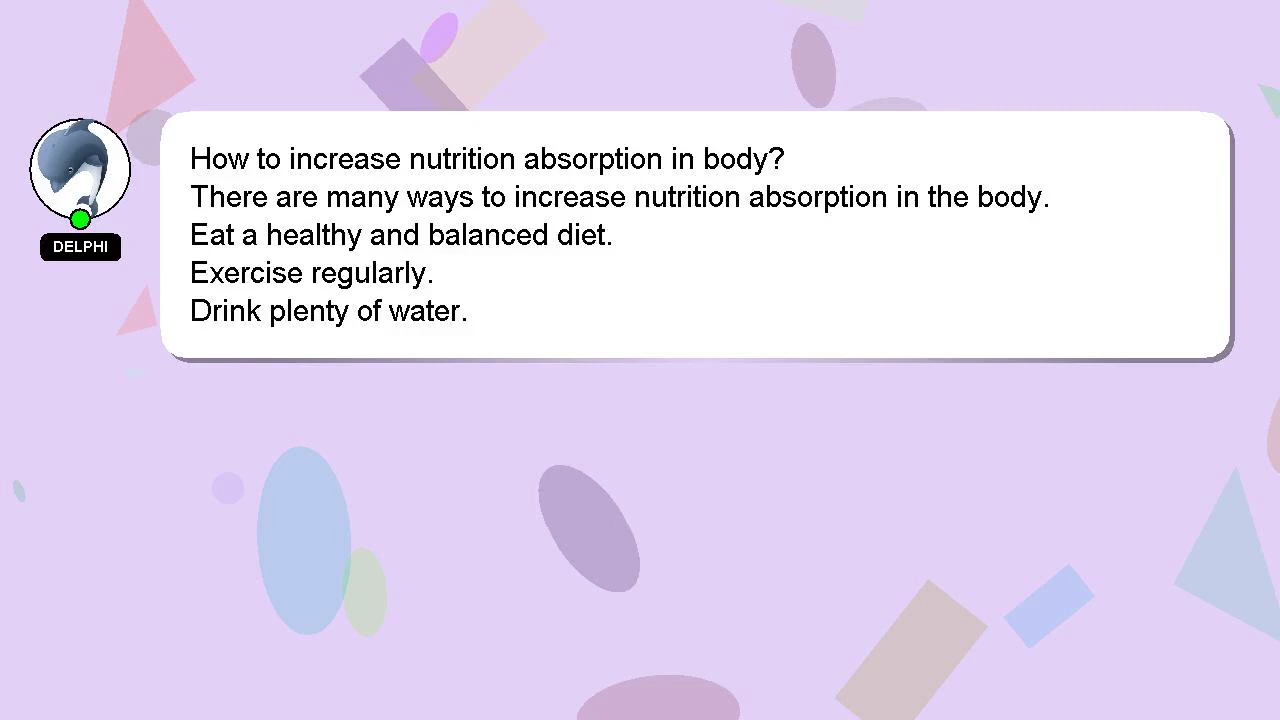 How to increase nutrition absorption in body?
There are many ways to increase nutrition absorption in the body.
Eat a healthy and balanced diet.
Exercise regularly.
Drink plenty of water.
DELPHI